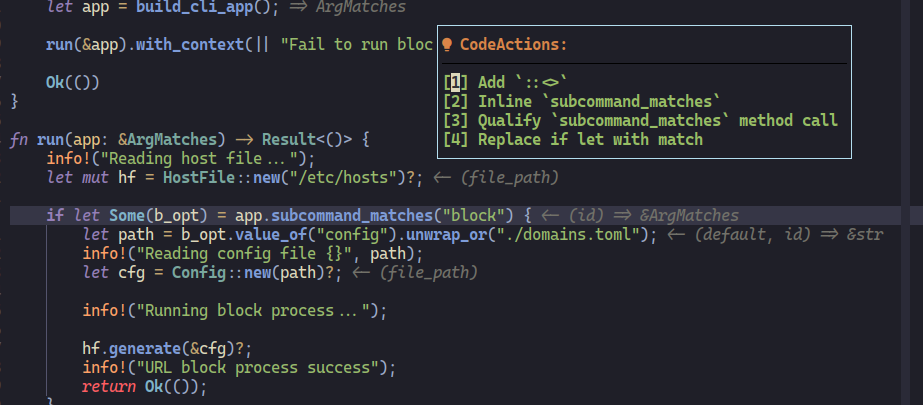 let app = build_cli_app(); => ArgMatches
run(&app).with_context(|| "Fail to run bloc
Ok(())
}
💡 CodeActions:
[1] Add `::<>`
[2] Inline `subcommand_matches`
[3] Qualify `subcommand_matches` method call
[4] Replace if let with match
fn run(app: &ArgMatches) -> Result<()> {
info!("Reading host file...");
let mut hf = HostFile::new("/etc/hosts")?; <- (file_path)
if let Some(b_opt) = app.subcommand_matches("block") { <- (id) => &ArgMatches
let path = b_opt.value_of("config").unwrap_or("./domains.toml"); <- (default, id) => &str
info!("Reading config file {}", path);
let cfg = Config::new(path)?; <- (file_path)
info!("Running block process...");
hf.generate(&cfg)?;
info!("URL block process success");
return Ok(());
}